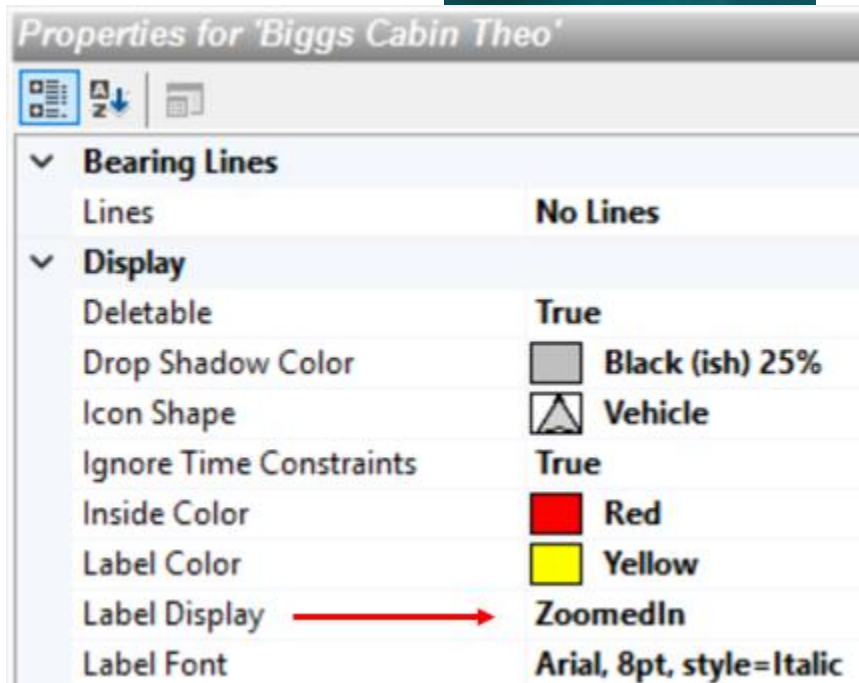 Properties for 'Biggs Cabin Theo'
A
Z
Bearing Lines
Lines No Lines
Display
Deletable True
Drop Shadow Color Black (ish) 25%
Icon Shape Vehicle
Ignore Time Constraints True
Inside Color Red
Label Color Yellow
Label Display ZoomedIn
Label Font Arial, 8pt, style=Italic